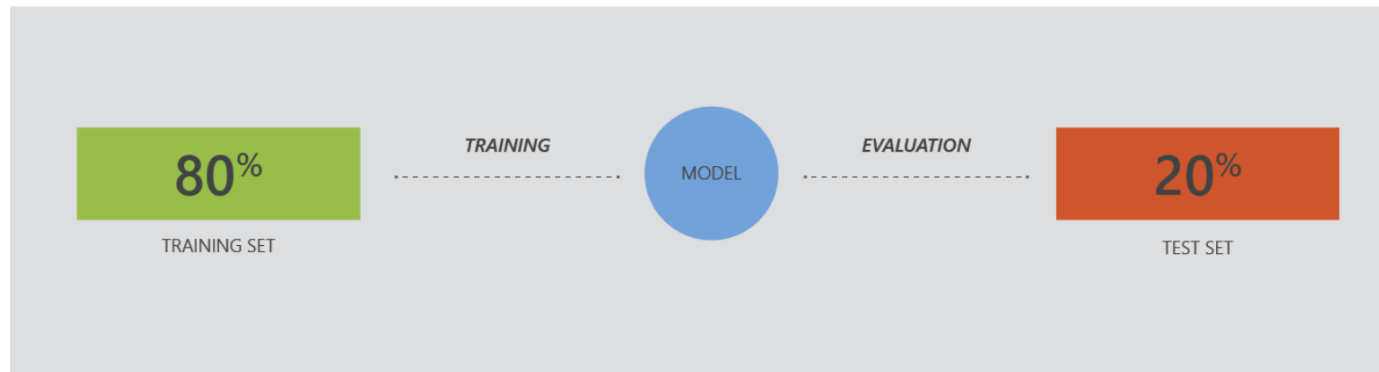 80%
TRAINING SET
TRAINING
MODEL
EVALUATION
20%
TEST SET